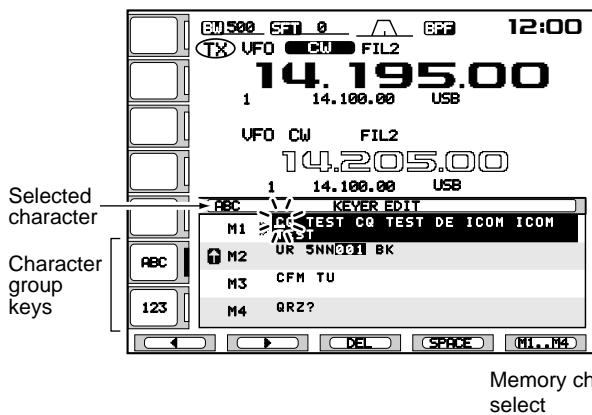 BW 500 SFT 0 BPF 12:00
TX VFO CW FIL2
14.195.00
1 14.100.00 USB
VFO CW FIL2
14.205.00
1 14.100.00 USB
Selected
character
ABC KEYER EDIT
M1 CQ TEST CQ TEST DE ICOM ICOM
TEST
M2 UR 5NN001 BK
M3 CFM TU
M4 QRZ?
Character
group
keys
ABC
123
DEL SPACE M1..M4
Memory ch
select